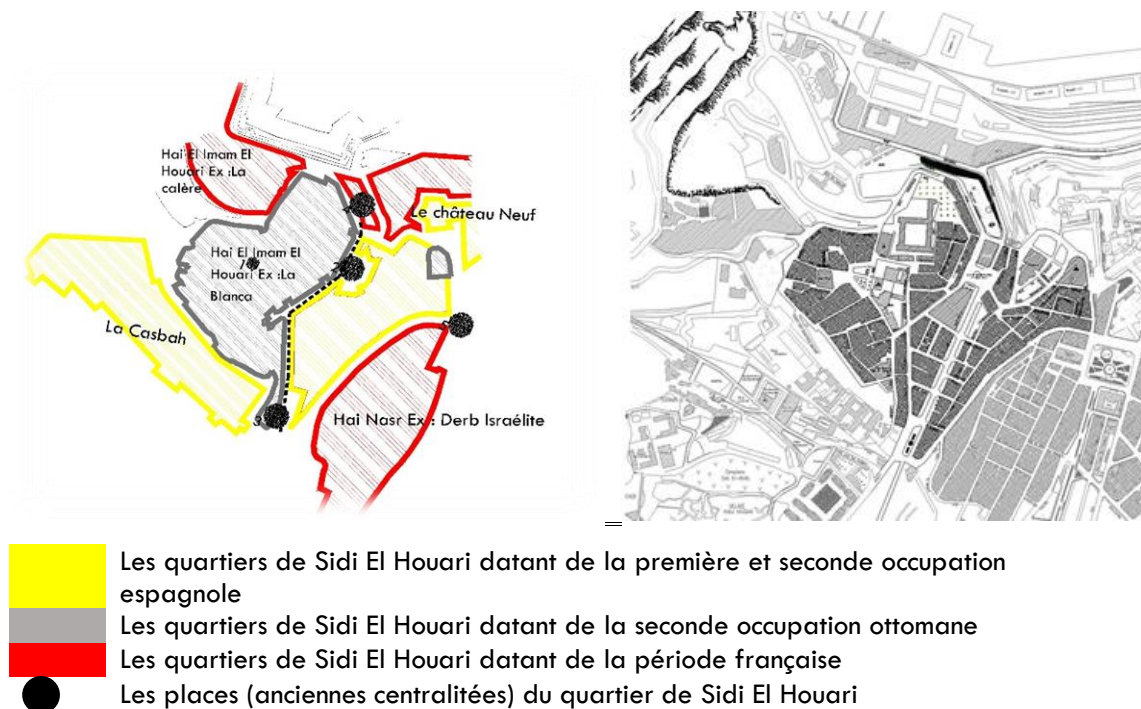 Hai El Imam El
Houari Ex :La
calère
Le château Neuf
Hai El Imam El
Houari Ex :La
Blanca
La Casbah
3
Hai Nasr Ex : Derb Israélite
=
Les quartiers de Sidi El Houari datant de la première et seconde occupation
espagnole
Les quartiers de Sidi El Houari datant de la seconde occupation ottomane
Les quartiers de Sidi El Houari datant de la période française
Les places (anciennes centralitées) du quartier de Sidi El Houari